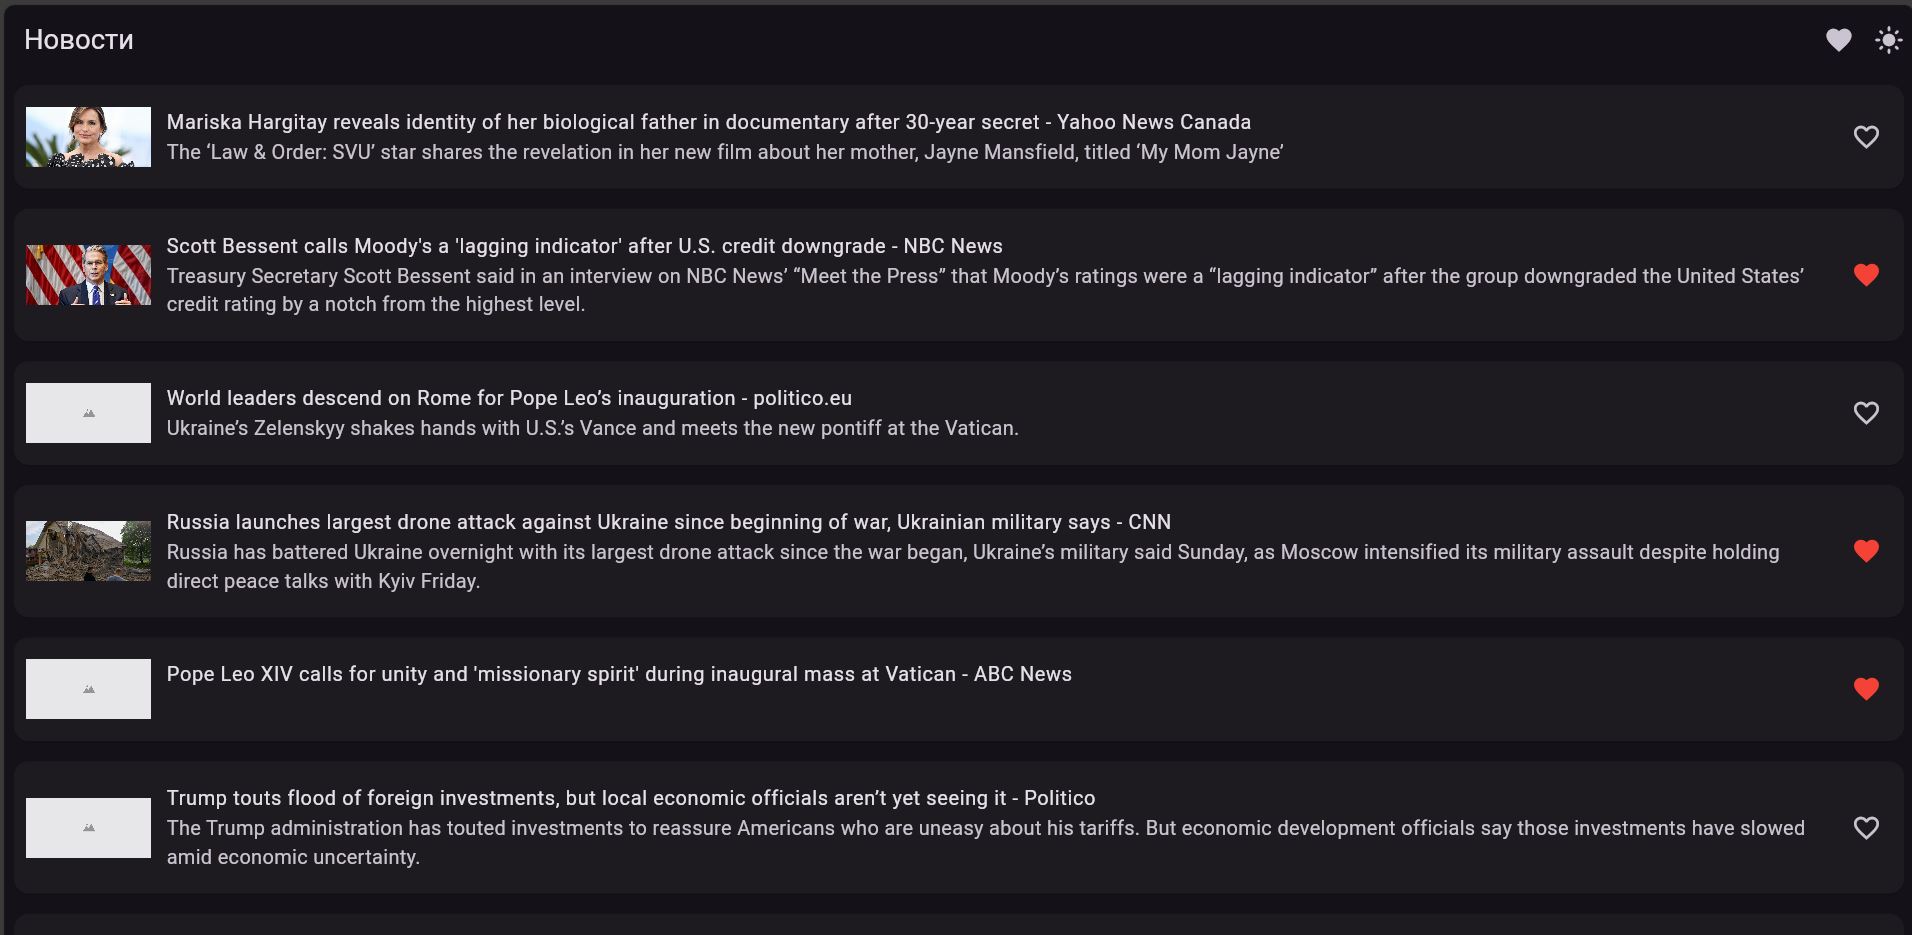 Новости
Mariska Hargitay reveals identity of her biological father in documentary after 30-year secret - Yahoo News Canada
The ‘Law & Order: SVU’ star shares the revelation in her new film about her mother, Jayne Mansfield, titled ‘My Mom Jayne’
Scott Bessent calls Moody's a 'lagging indicator' after U.S. credit downgrade - NBC News
Treasury Secretary Scott Bessent said in an interview on NBC News’ “Meet the Press” that Moody’s ratings were a “lagging indicator” after the group downgraded the United States’
credit rating by a notch from the highest level.
World leaders descend on Rome for Pope Leo’s inauguration - politico.eu
Ukraine’s Zelenskyy shakes hands with U.S.’s Vance and meets the new pontiff at the Vatican.
Russia launches largest drone attack against Ukraine since beginning of war, Ukrainian military says - CNN
Russia has battered Ukraine overnight with its largest drone attack since the war began, Ukraine’s military said Sunday, as Moscow intensified its military assault despite holding
direct peace talks with Kyiv Friday.
Pope Leo XIV calls for unity and 'missionary spirit' during inaugural mass at Vatican - ABC News
Trump touts flood of foreign investments, but local economic officials aren’t yet seeing it - Politico
The Trump administration has touted investments to reassure Americans who are uneasy about his tariffs. But economic development officials say those investments have slowed
amid economic uncertainty.